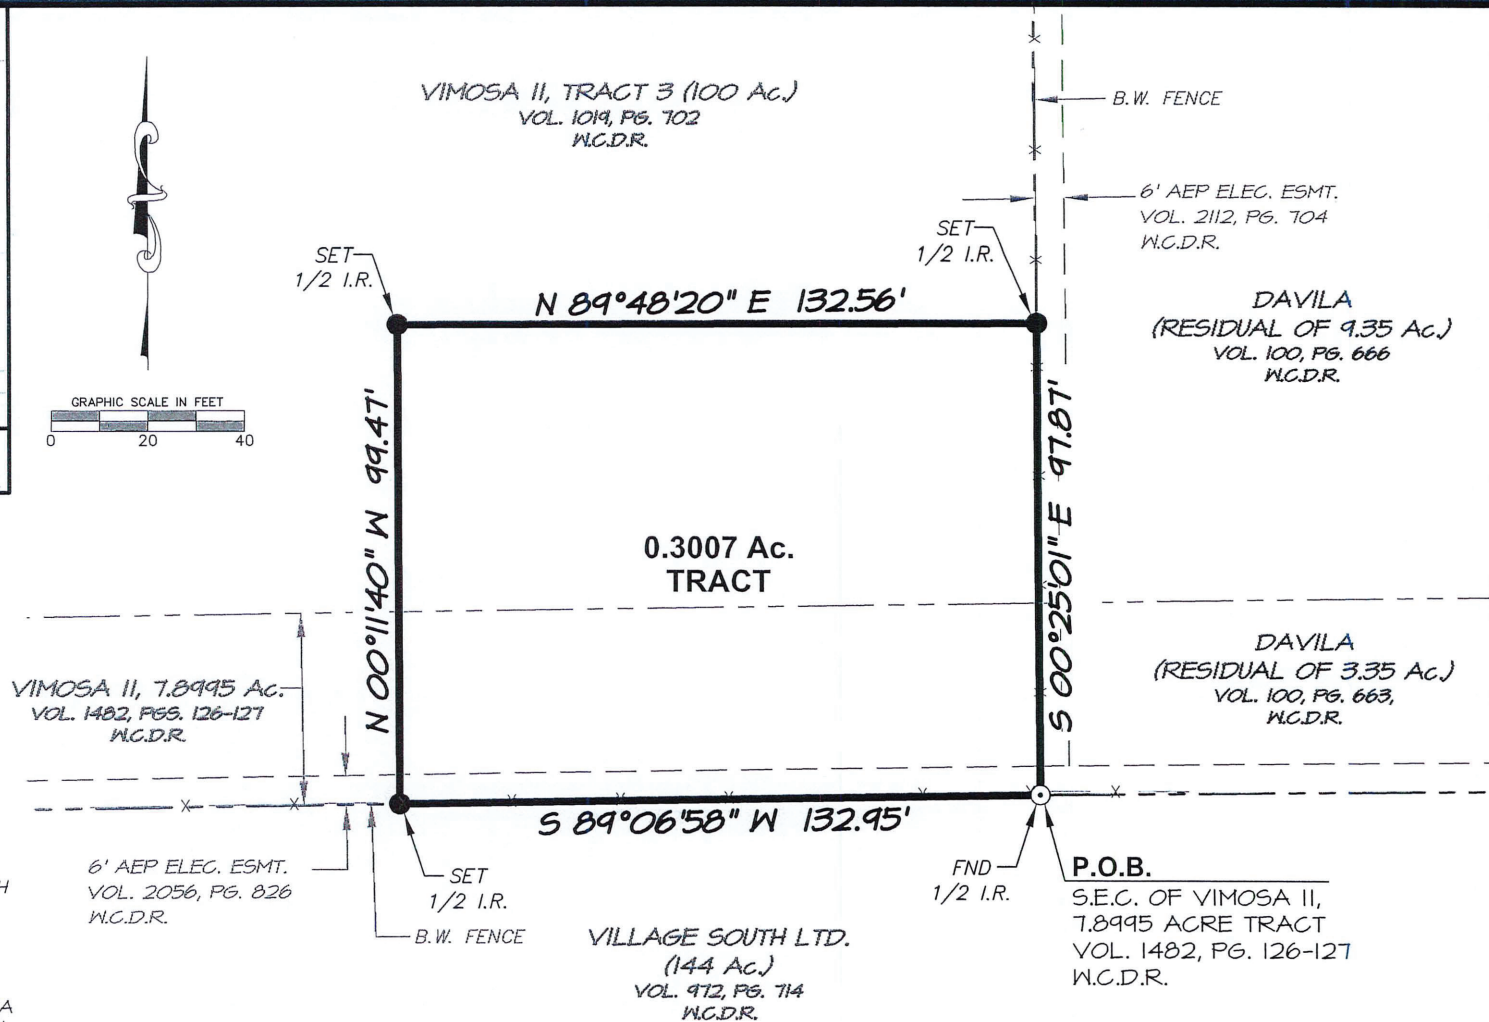 VIMOSA II, TRACT 3 (100 Ac.)
VOL. 1019, PG. 702
W.C.D.R.
B.W. FENCE
6' AEP ELEC. ESMT.
VOL. 2112, PG. 704
W.C.D.R.
SET
1/2 I.R.
SET
1/2 I.R.
N 89°48'20" E 132.56'
DAVILA
(RESIDUAL OF 9.35 Ac.)
VOL. 100, PG. 666
W.C.D.R.
GRAPHIC SCALE IN FEET
0 20 40
N 00°11'40" W 99.47'
S 00°25'01" E 97.87'
0.3007 Ac.
TRACT
VIMOSA II, 7.8995 Ac.
VOL. 1482, PGS. 126-127
W.C.D.R.
DAVILA
(RESIDUAL OF 3.35 Ac.)
VOL. 100, PG. 663,
W.C.D.R.
S 89°06'58" W 132.95'
6' AEP ELEC. ESMT.
VOL. 2056, PG. 826
W.C.D.R.
SET
1/2 I.R.
B.W. FENCE
FND
1/2 I.R.
P.O.B.
S.E.C. OF VIMOSA II,
7.8995 ACRE TRACT
VOL. 1482, PG. 126-127
W.C.D.R.
VILLAGE SOUTH LTD.
(144 Ac.)
VOL. 972, PG. 714
W.C.D.R.
H
A